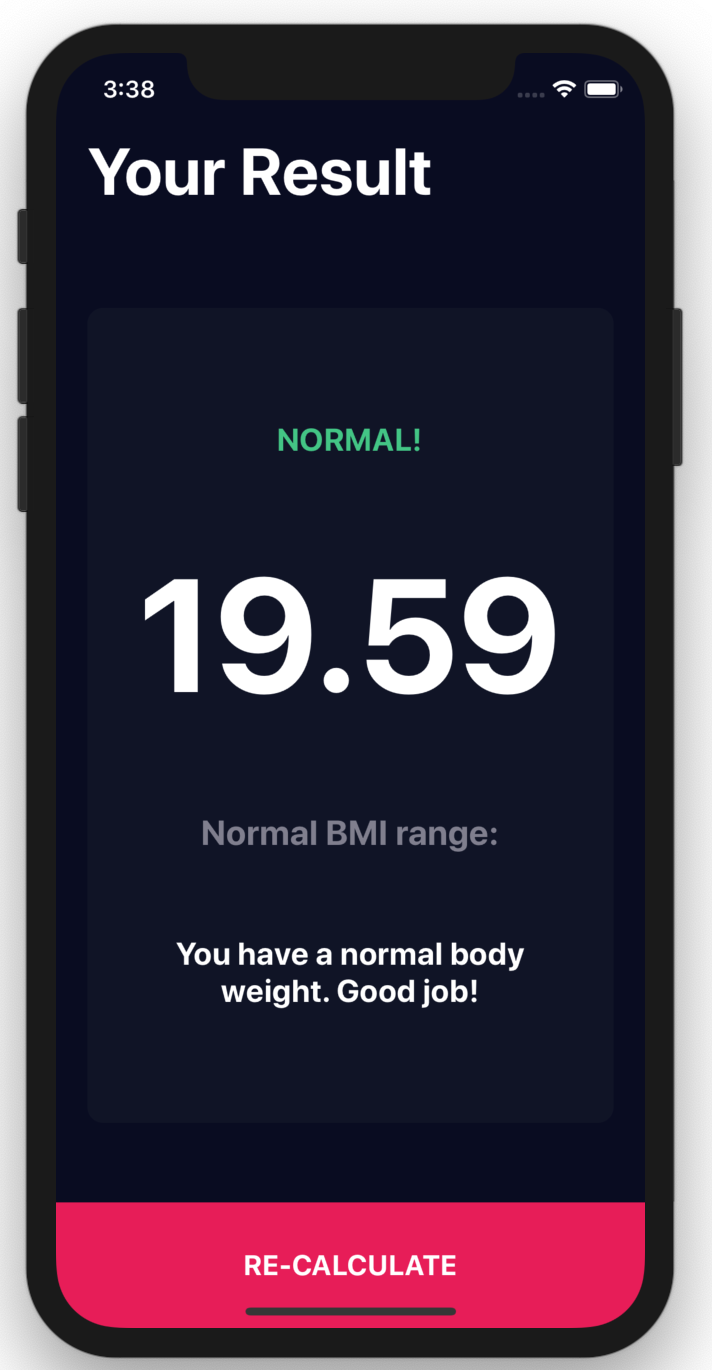 3:38
Your Result
NORMAL!
19.59
Normal BMI range:
You have a normal body
weight. Good job!
RE-CALCULATE